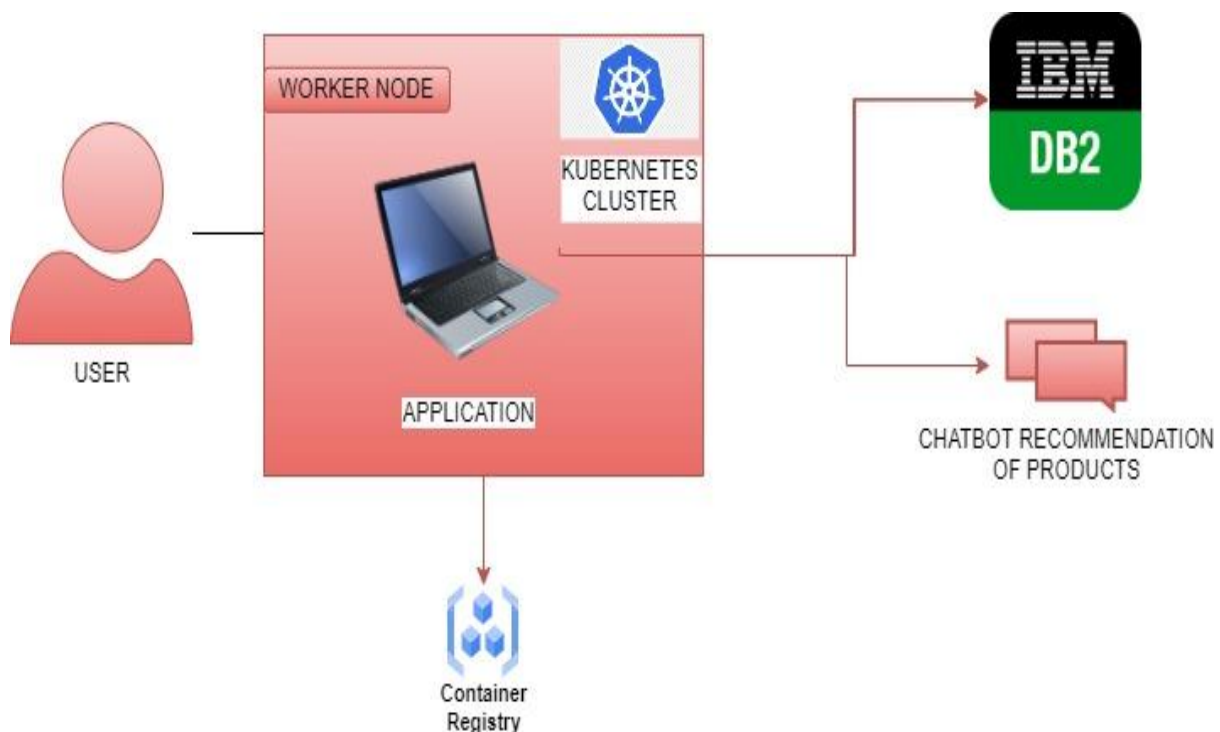 WORKER NODE
KUBERNETES
CLUSTER
IBM
DB2
USER
APPLICATION
CHATBOT RECOMMENDATION
OF PRODUCTS
Container
Registry